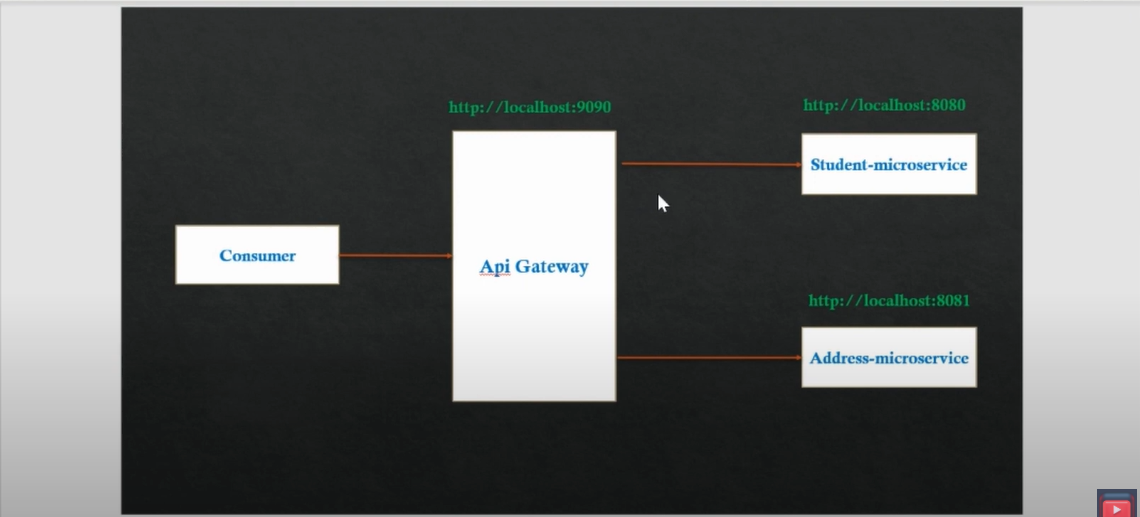 http://localhost:9090
http://localhost:8080
Student-microservice
Consumer
Api Gateway
http://localhost:8081
Address-microservice